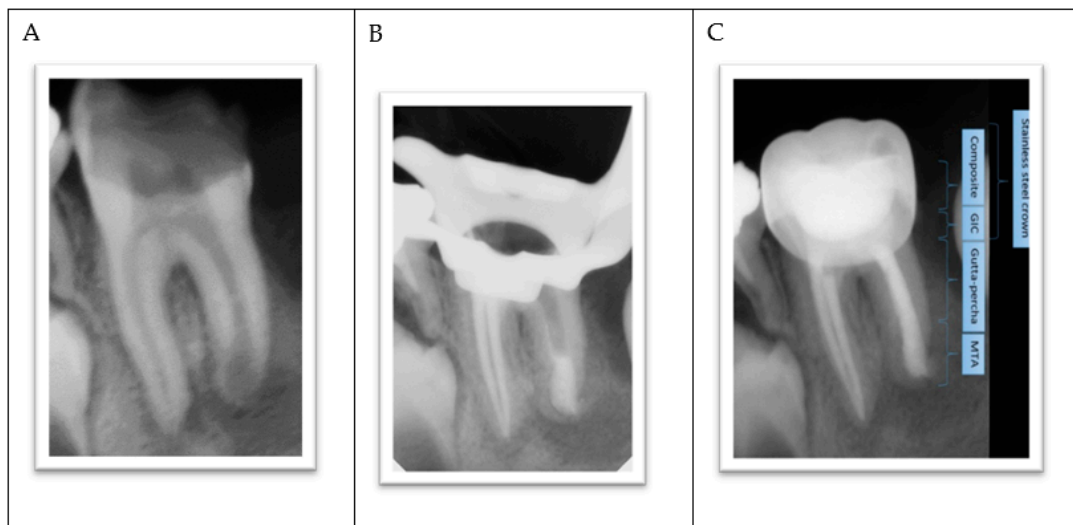 A
B
C
Stainless steel crown
Composite
GIC
Gutta-percha
MTA